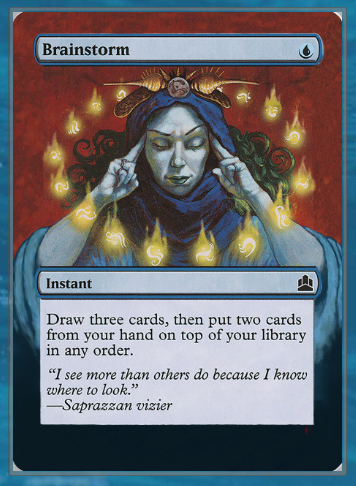 Brainstorm
Instant
Draw three cards, then put two cards
from your hand on top of your library
in any order.
“I see more than others do because I know
where to look.”
—Saprazzan vizier